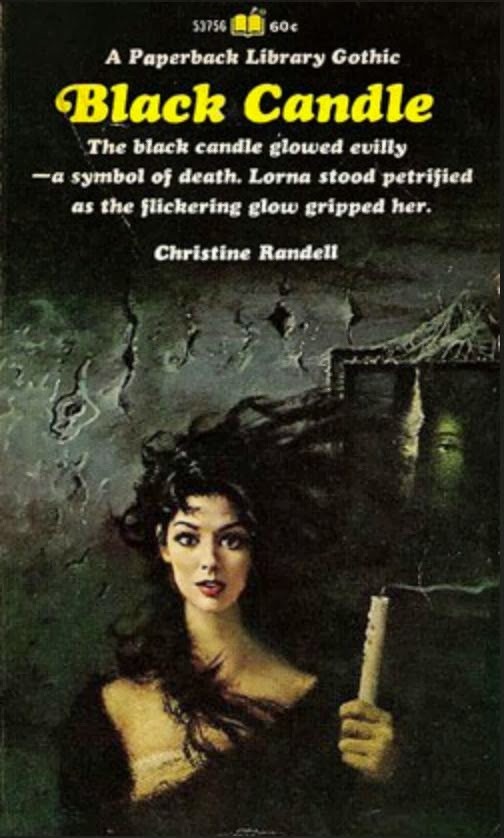 53756 60c
A Paperback Library Gothic
Black Candle
The black candle glowed evilly
—a symbol of death. Lorna stood petrified
as the flickering glow gripped her.
Christine Randell